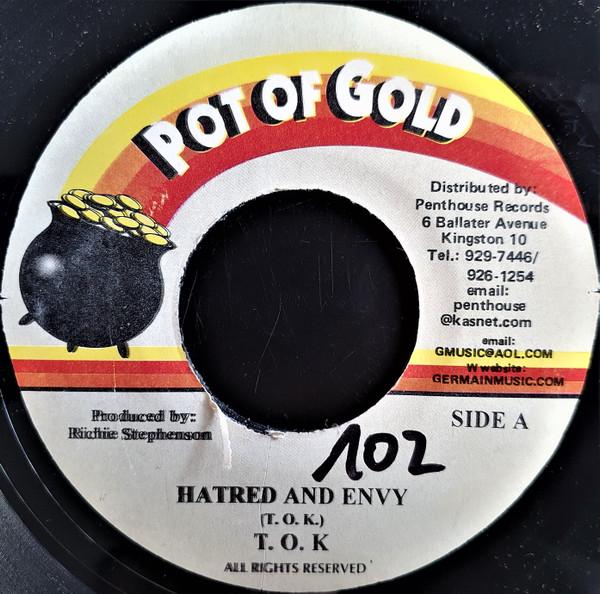 POT OF GOLD
Distributed by:
Penthouse Records
6 Ballater Avenue
Kingston 10
Tel.: 929-7446/
926-1254
email:
penthouse
@kasnet.com
email:
GMUSIC@AOL.COM
W website:
GERMAINMUSIC.COM
Produced by:
Richie Stephenson
SIDE A
102
HATRED AND ENVY
(T. O. K.)
T. O. K
ALL RIGHTS RESERVED